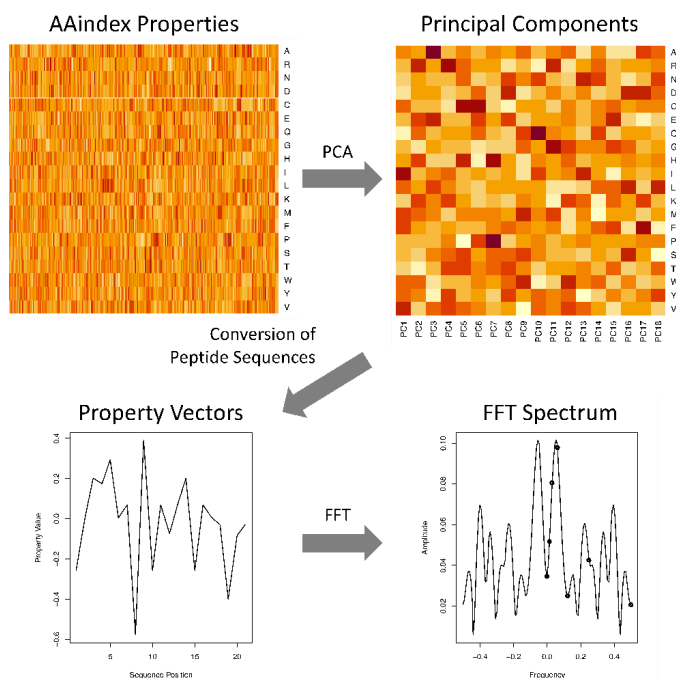 AAindex Properties
Principal Components
A
R
N
D
C
E
Q
G
H
I
L
K
M
F
P
S
T
W
Y
V
PCA
A
R
N
D
C
E
Q
G
H
I
L
K
M
F
P
S
T
W
Y
V
PC1 PC2 PC3 PC4 PC5 PC6 PC7 PC8 PC9 PC10 PC11 PC12 PC13 PC14 PC15 PC16 PC17 PC18
Conversion of
Peptide Sequences
Property Vectors
FFT Spectrum
Property Value
0.4
0.2
0.0
-0.2
-0.4
-0.6
5 10 15 20
Sequence Position
FFT
Amplitude
0.10
0.08
0.06
0.04
0.02
-0.4 -0.2 0.0 0.2 0.4
Frequency